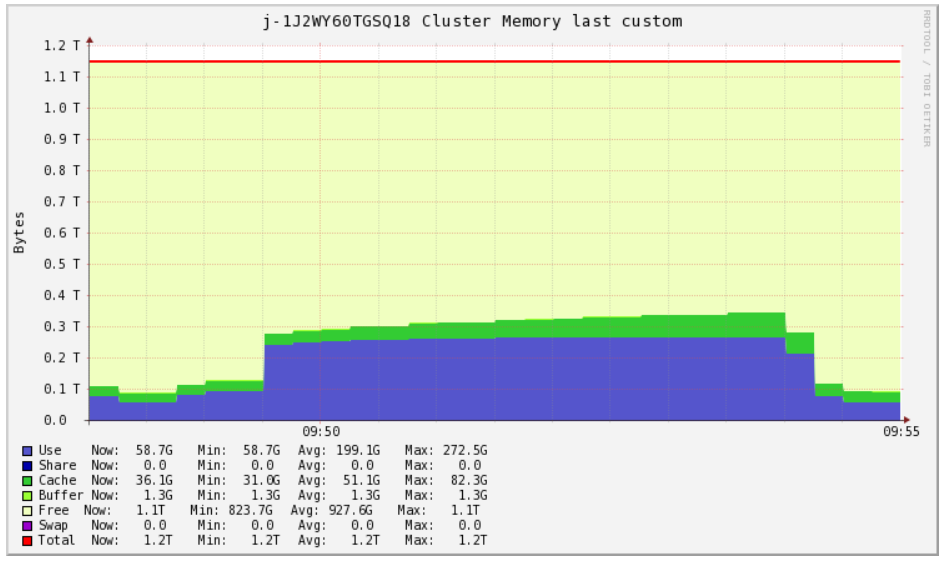 j-1J2WY60TGSQ18 Cluster Memory last custom
RRDTOOL / TOBI OETIKER
Bytes
1.2 T
1.1 T
1.0 T
0.9 T
0.8 T
0.7 T
0.6 T
0.5 T
0.4 T
0.3 T
0.2 T
0.1 T
0.0
09:50 09:55
Use Now: 58.7G Min: 58.7G Avg: 199.1G Max: 272.5G
Share Now: 0.0 Min: 0.0 Avg: 0.0 Max: 0.0
Cache Now: 36.1G Min: 31.0G Avg: 51.1G Max: 82.3G
Buffer Now: 1.3G Min: 1.3G Avg: 1.3G Max: 1.3G
Free Now: 1.1T Min: 823.7G Avg: 927.6G Max: 1.1T
Swap Now: 0.0 Min: 0.0 Avg: 0.0 Max: 0.0
Total Now: 1.2T Min: 1.2T Avg: 1.2T Max: 1.2T